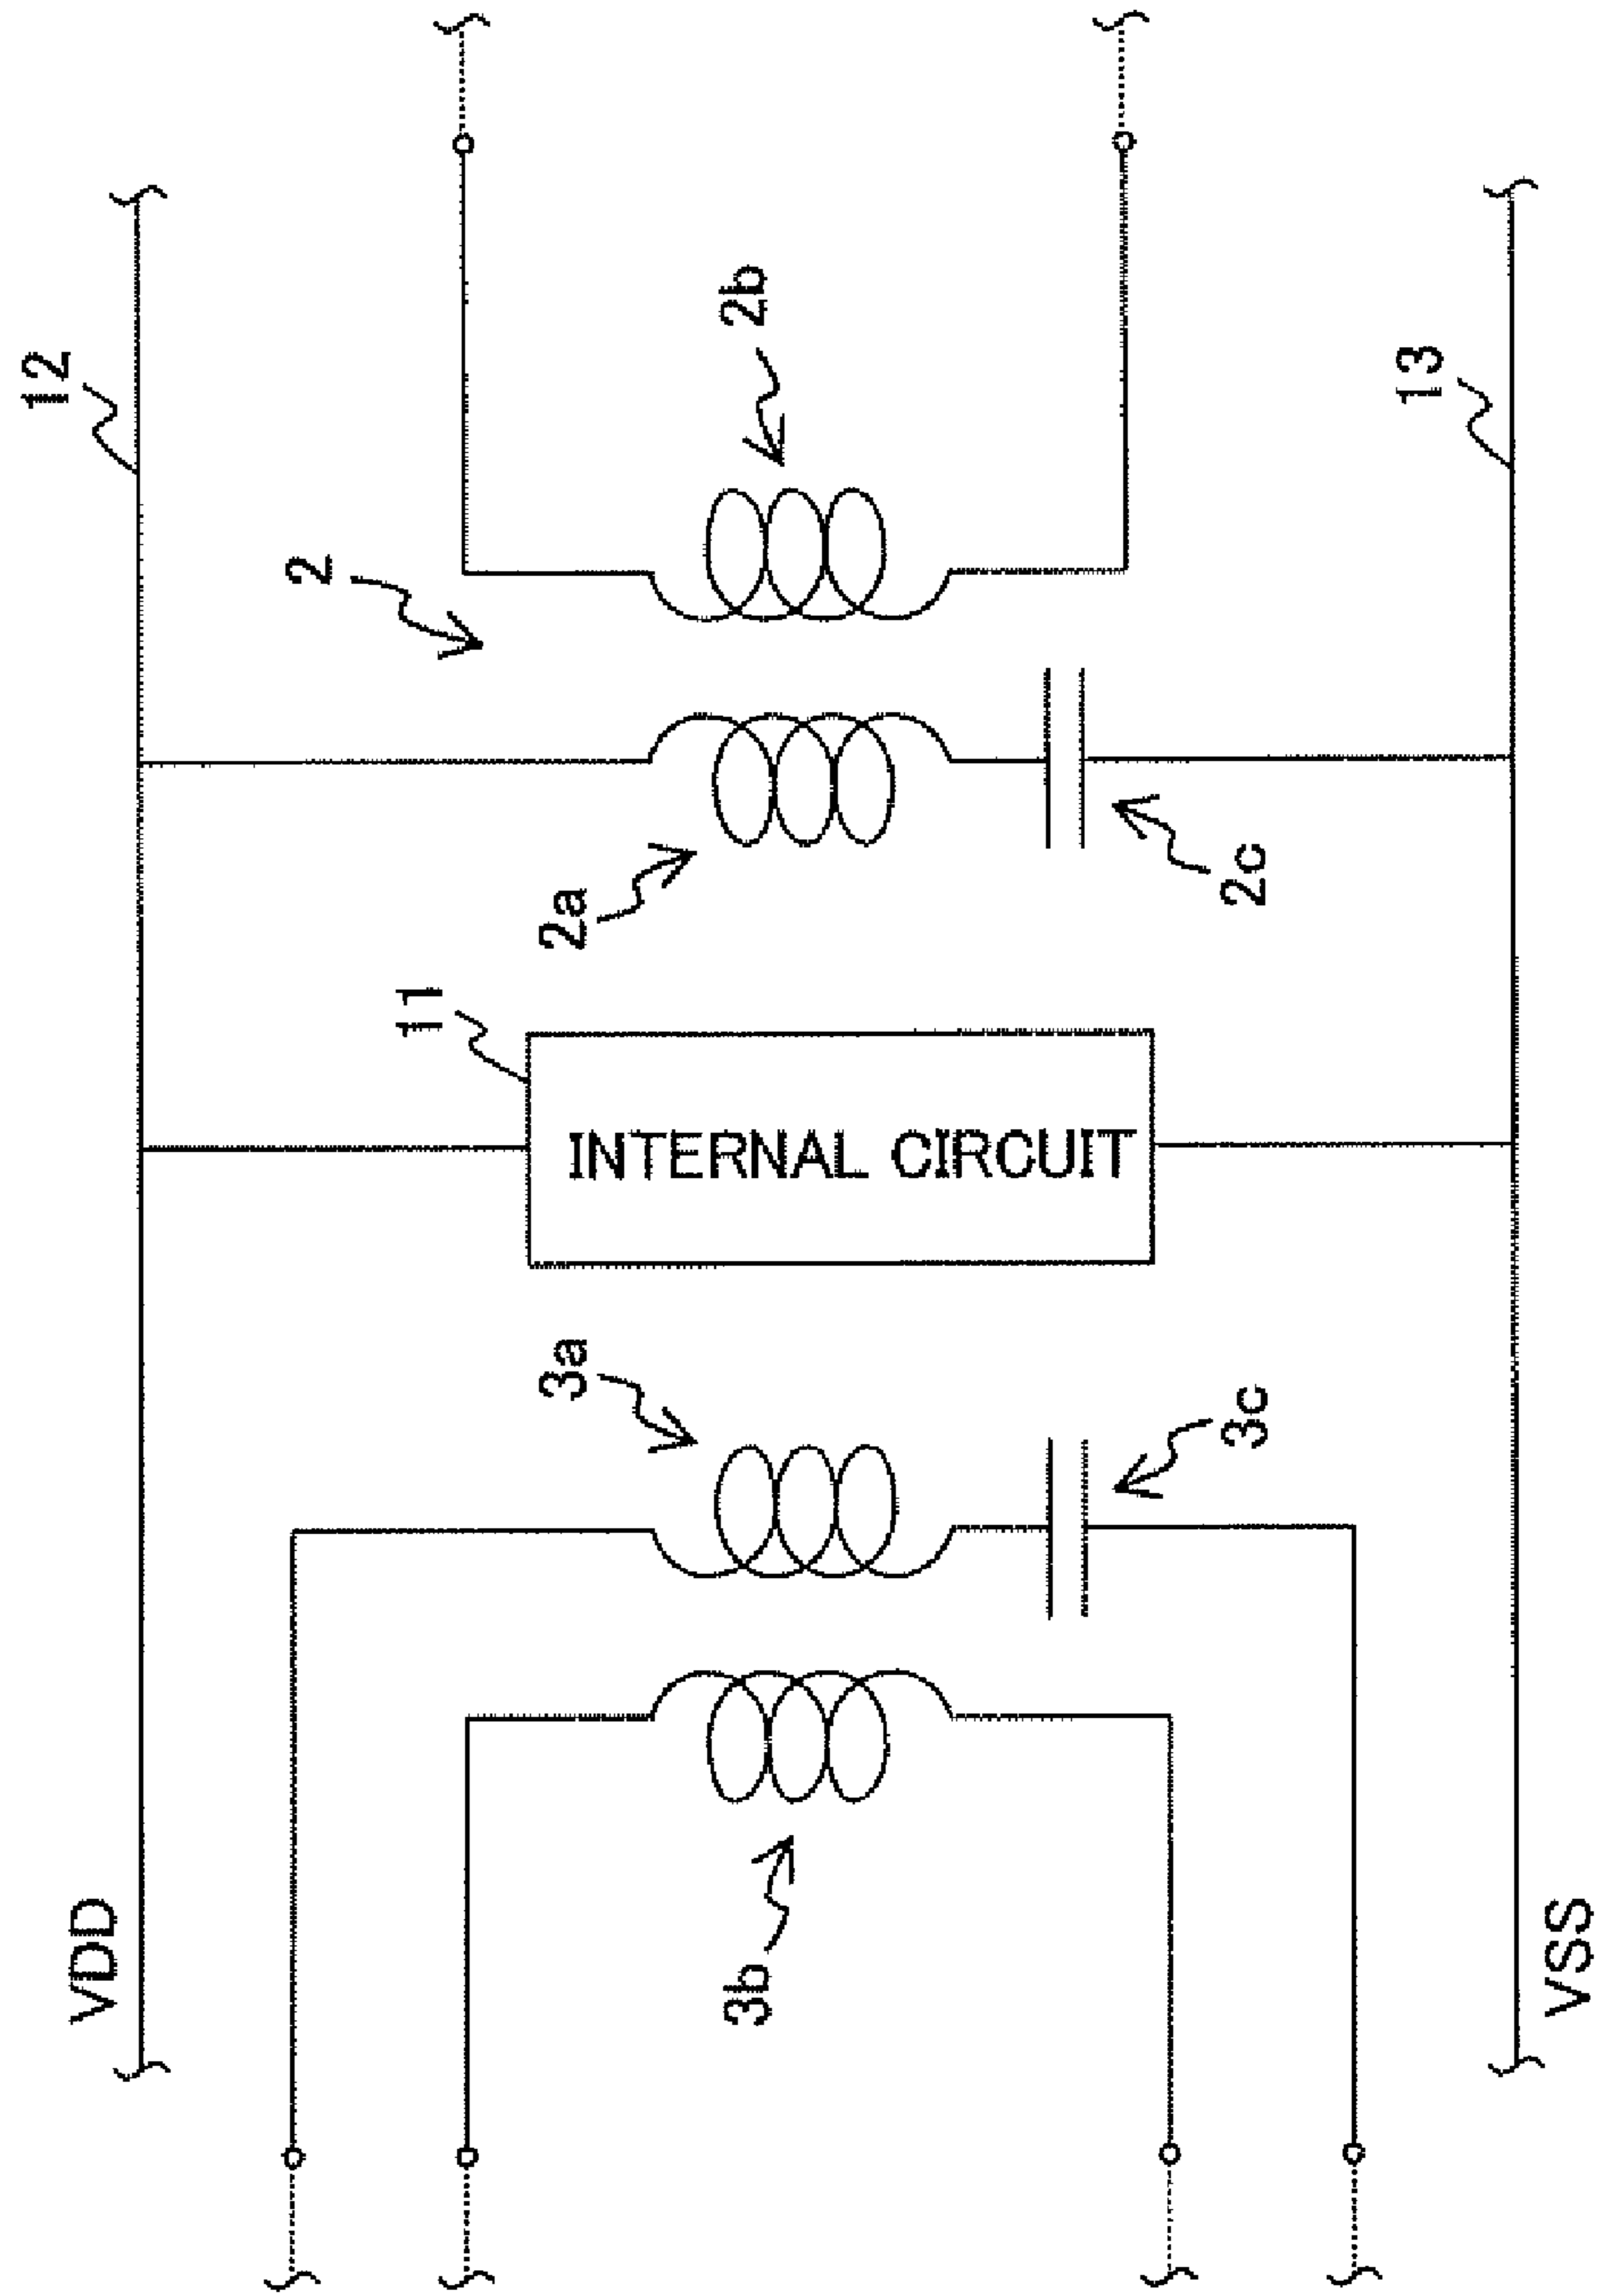 VDD
12
2
11
3a
2a
3b
INTERNAL CIRCUIT
2b
3c
2c
13
VSS